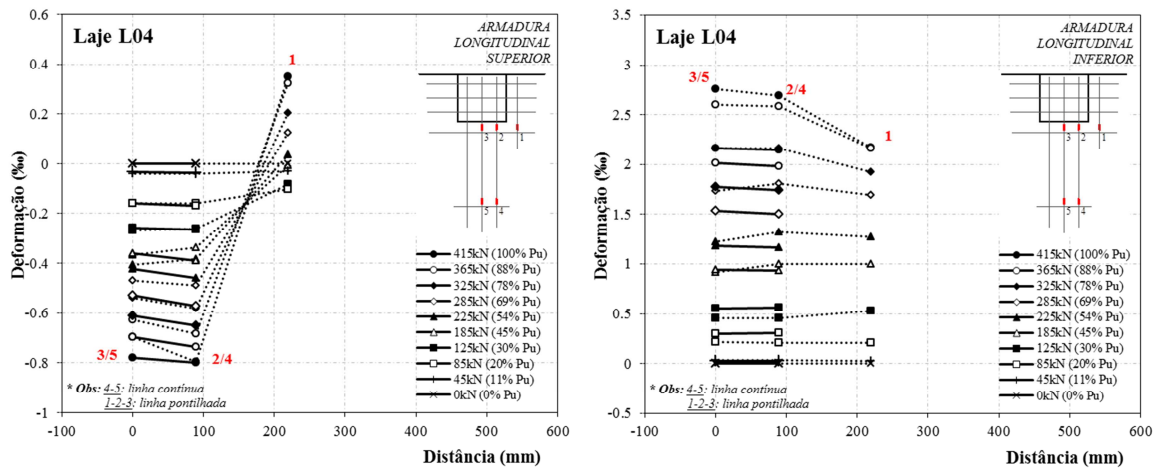 Laje L04
ARMADURA
LONGITUDINAL
SUPERIOR
0.6
0.4
0.2
0
-0.2
-0.4
-0.6
-0.8
-1
Deformação (‰)
1
3/5
2/4
3
2
1
5
4
415kN (100% Pu)
365kN (88% Pu)
325kN (78% Pu)
285kN (69% Pu)
225kN (54% Pu)
185kN (45% Pu)
125kN (30% Pu)
85kN (20% Pu)
45kN (11% Pu)
0kN (0% Pu)
* Obs: 4-5: linha contínua
1-2-3: linha pontilhada
-100 0 100 200 300 400 500 600
Distância (mm)
Laje L04
ARMADURA
LONGITUDINAL
INFERIOR
3.5
3
2.5
2
1.5
1
0.5
0
-0.5
Deformação (‰)
3/5
2/4
1
3
2
1
5
4
415kN (100% Pu)
365kN (88% Pu)
325kN (78% Pu)
285kN (69% Pu)
225kN (54% Pu)
185kN (45% Pu)
125kN (30% Pu)
85kN (20% Pu)
45kN (11% Pu)
0kN (0% Pu)
* Obs: 4-5: linha contínua
1-2-3: linha pontilhada
-100 0 100 200 300 400 500 600
Distância (mm)